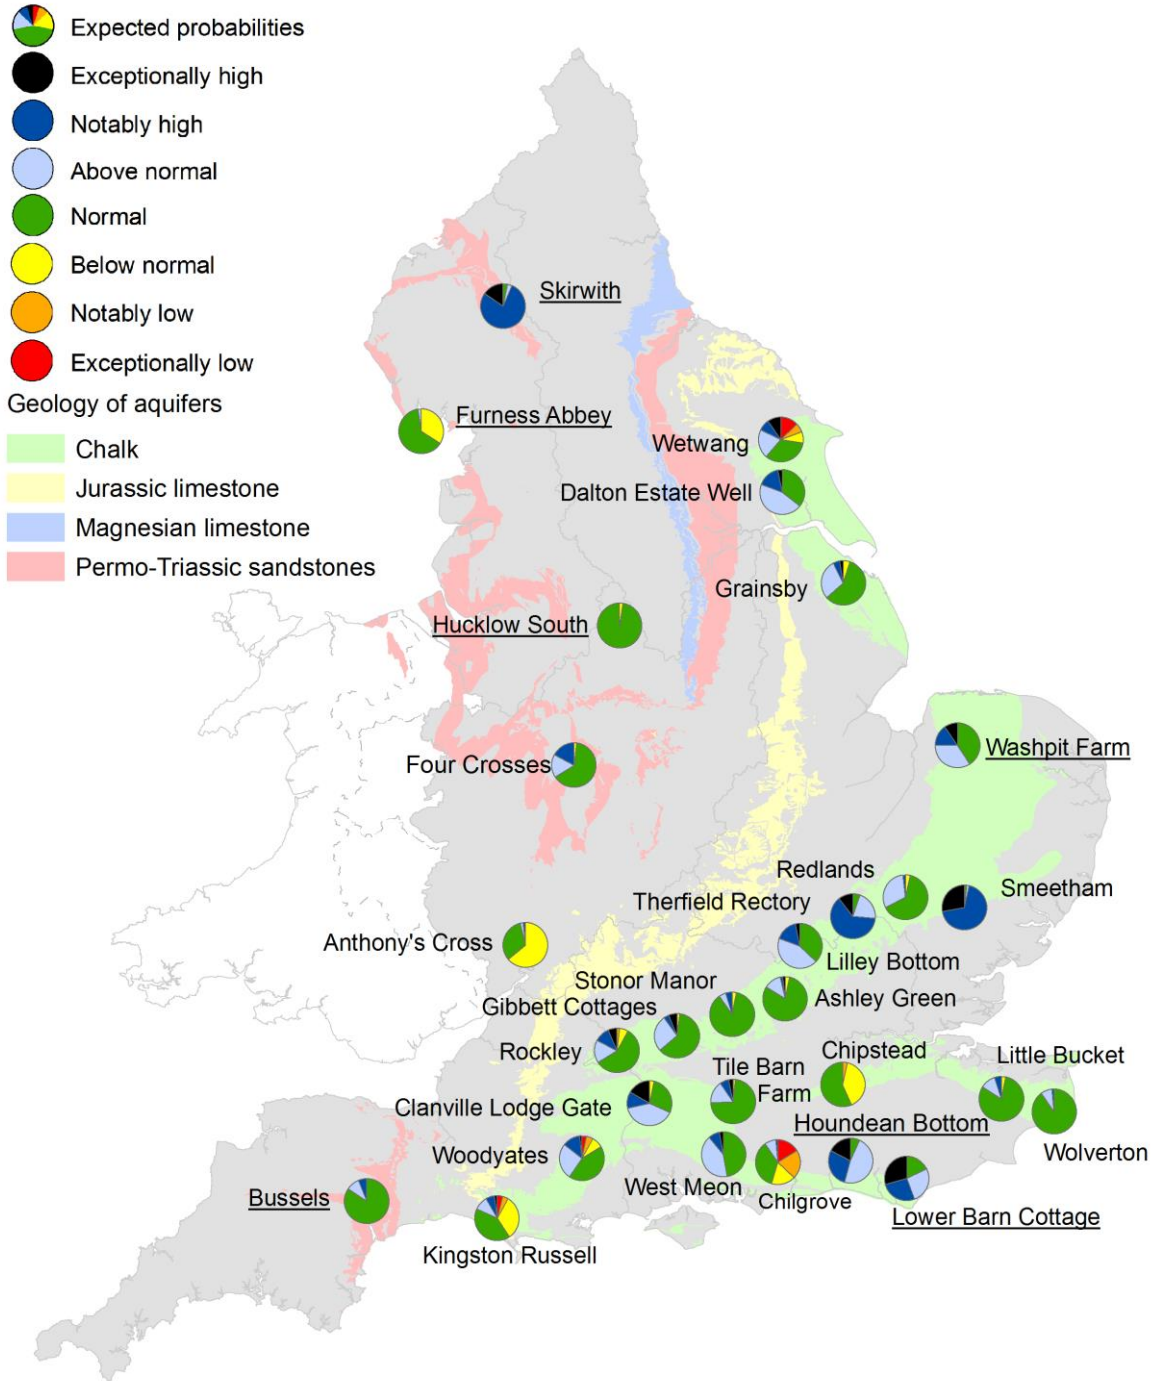 Expected probabilities
Exceptionally high
Notably high
Above normal
Normal
Below normal
Notably low
Exceptionally low
Geology of aquifers
Chalk
Jurassic limestone
Magnesian limestone
Permo-Triassic sandstones
Skirwith
Furness Abbey
Wetwang
Dalton Estate Well
Grainsby
Hucklow South
Washpit Farm
Four Crosses
Redlands
Smeetham
Therfield Rectory
Anthony's Cross
Lilley Bottom
Stonor Manor
Ashley Green
Gibbett Cottages
Rockley
Chipstead
Little Bucket
Tile Barn
Farm
Clanville Lodge Gate
Houndean Bottom
Wolverton
Woodyates
West Meon
Chilgrove
Bussels
Lower Barn Cottage
Kingston Russell